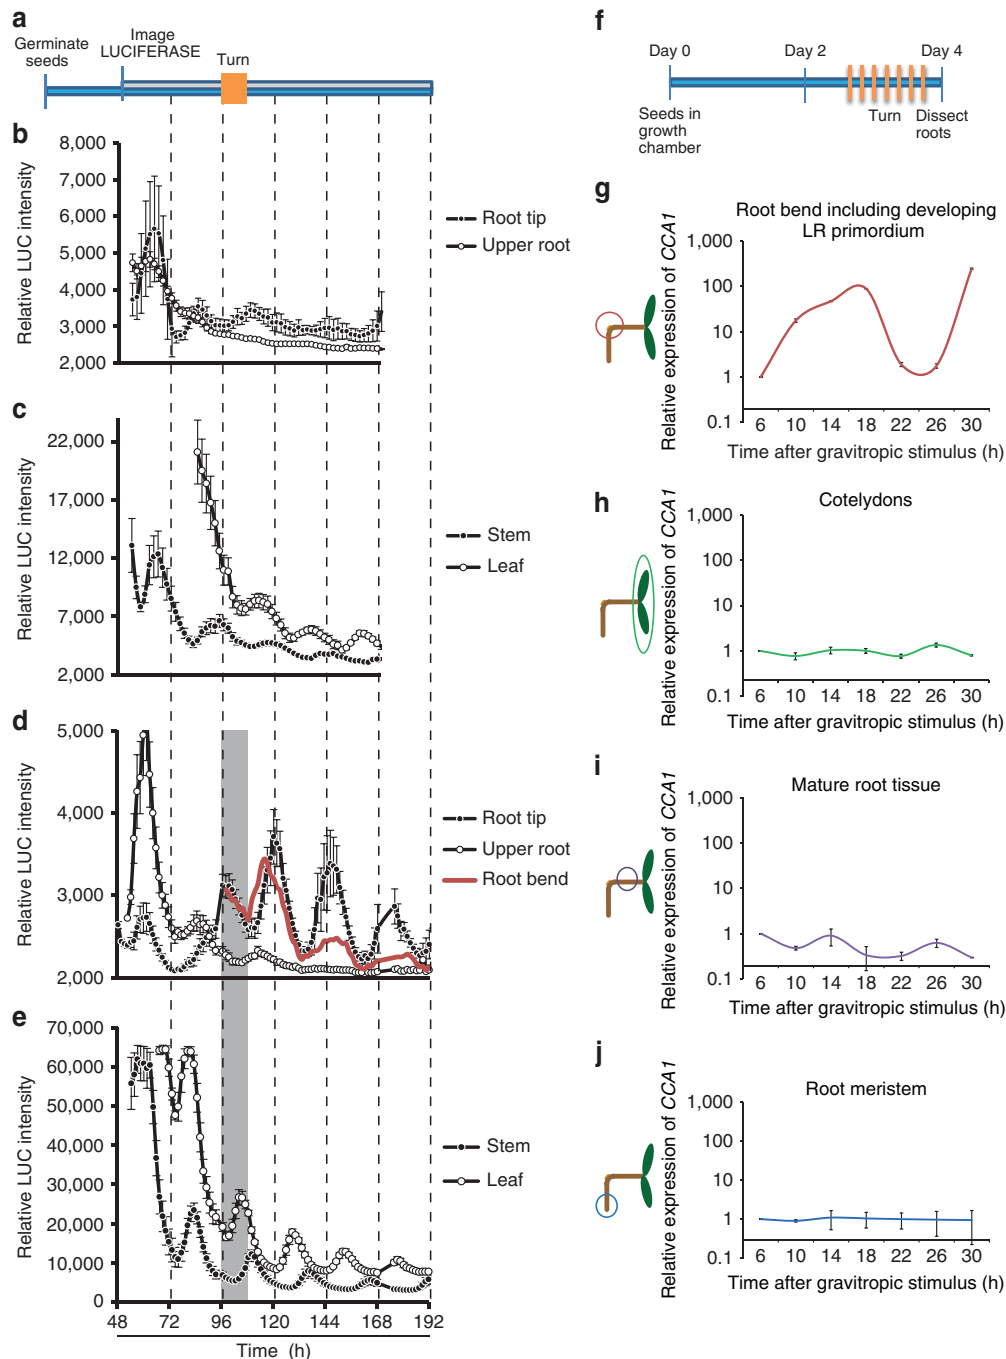 a
Germinate
seeds
Image
LUCIFERASE
Turn
b
Relative LUC intensity
8,000
7,000
6,000
5,000
4,000
3,000
2,000
Root tip
Upper root
c
Relative LUC intensity
22,000
17,000
12,000
7,000
2,000
Stem
Leaf
d
Relative LUC intensity
5,000
4,000
3,000
2,000
Root tip
Upper root
Root bend
e
Relative LUC intensity
70,000
60,000
50,000
40,000
30,000
20,000
10,000
0
Stem
Leaf
48 72 96 120 144 168 192
Time (h)
f
Day 0 Day 2 Day 4
Seeds in
growth
chamber
Turn
Dissect
roots
g
Root bend including developing
LR primordium
Relative expression of CCA1
1,000
100
10
1
0.1
6 10 14 18 22 26 30
Time after gravitropic stimulus (h)
h
Cotelydons
Relative expression of CCA1
1,000
100
10
1
0.1
6 10 14 18 22 26 30
Time after gravitropic stimulus (h)
i
Mature root tissue
Relative expression of CCA1
1,000
100
10
1
0.1
6 10 14 18 22 26 30
Time after gravitropic stimulus (h)
j
Root meristem
Relative expression of CCA1
1,000
100
10
1
0.1
6 10 14 18 22 26 30
Time after gravitropic stimulus (h)